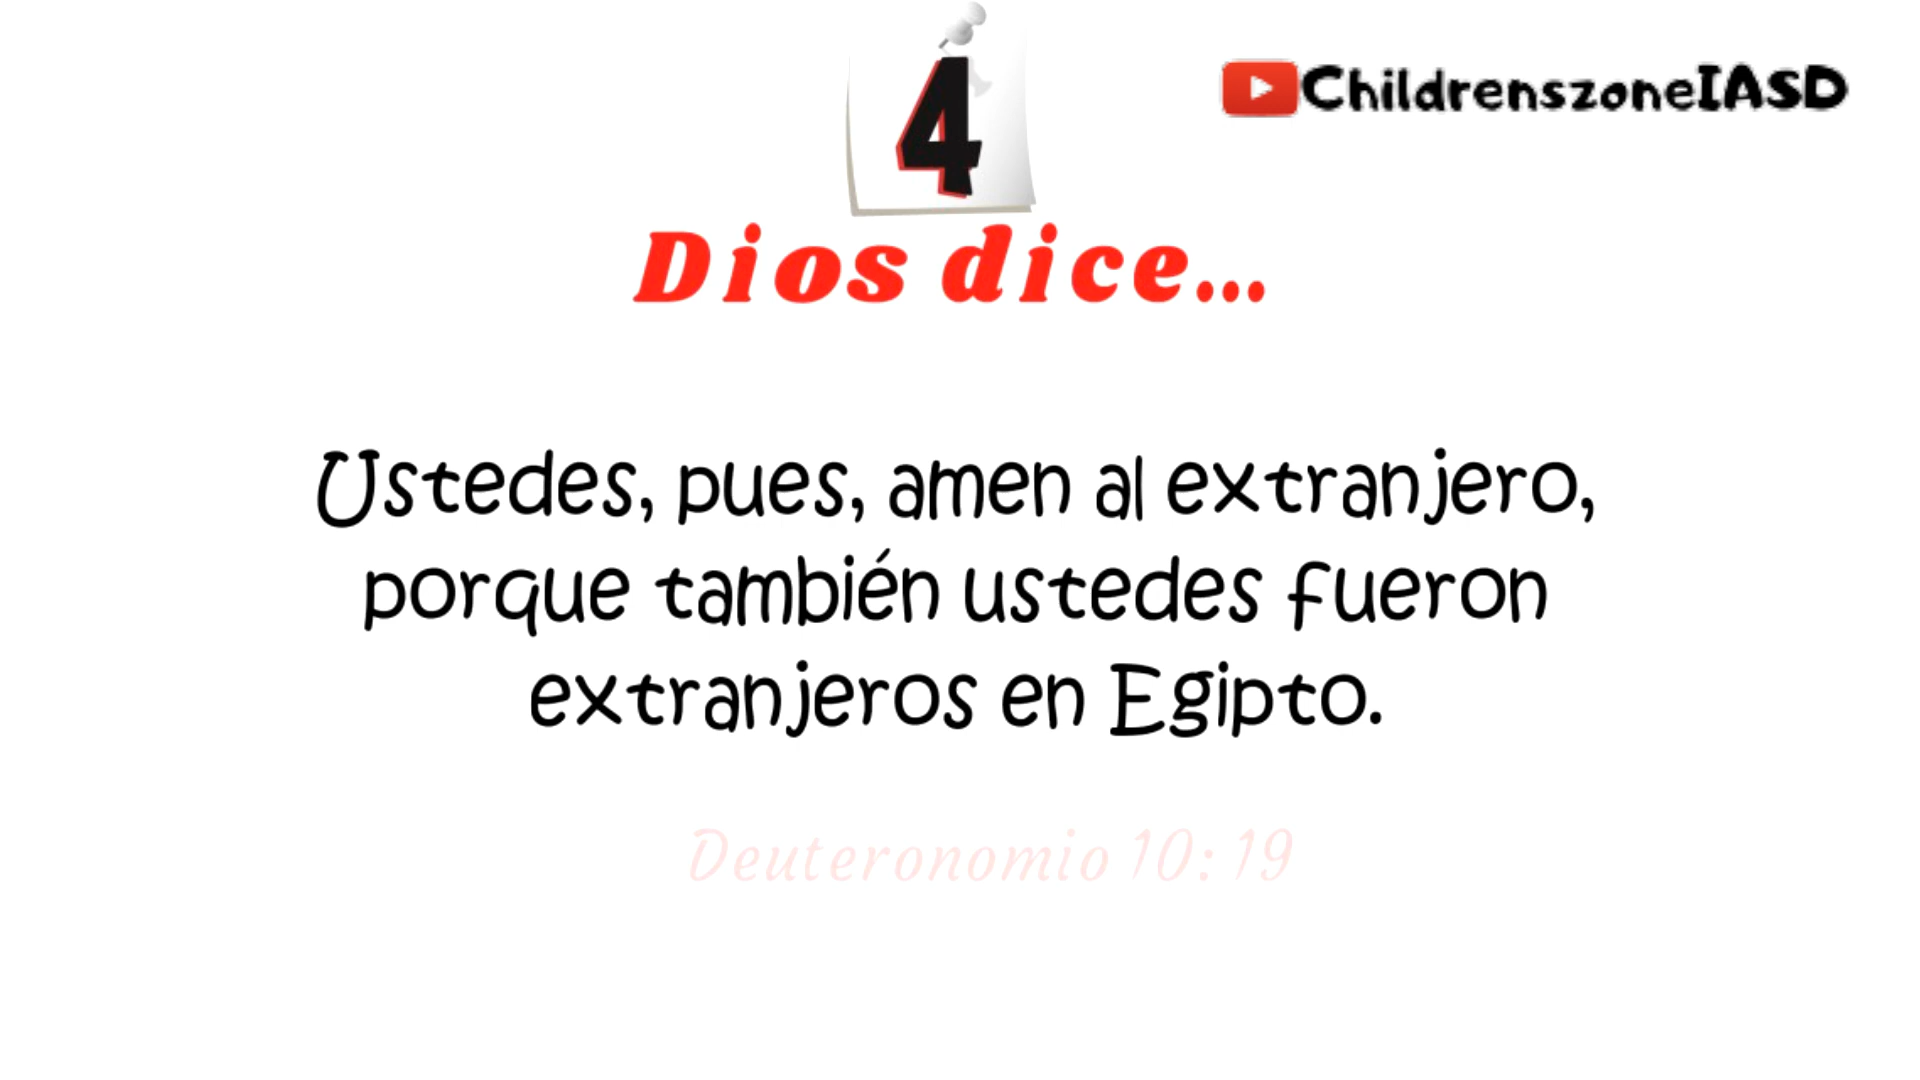 4
ChildrenszoneIASD
Dios dice...
Ustedes, pues, amen al extranjero,
porque también ustedes fueron
extranjeros en Egipto.
Deuteronomio 10:19